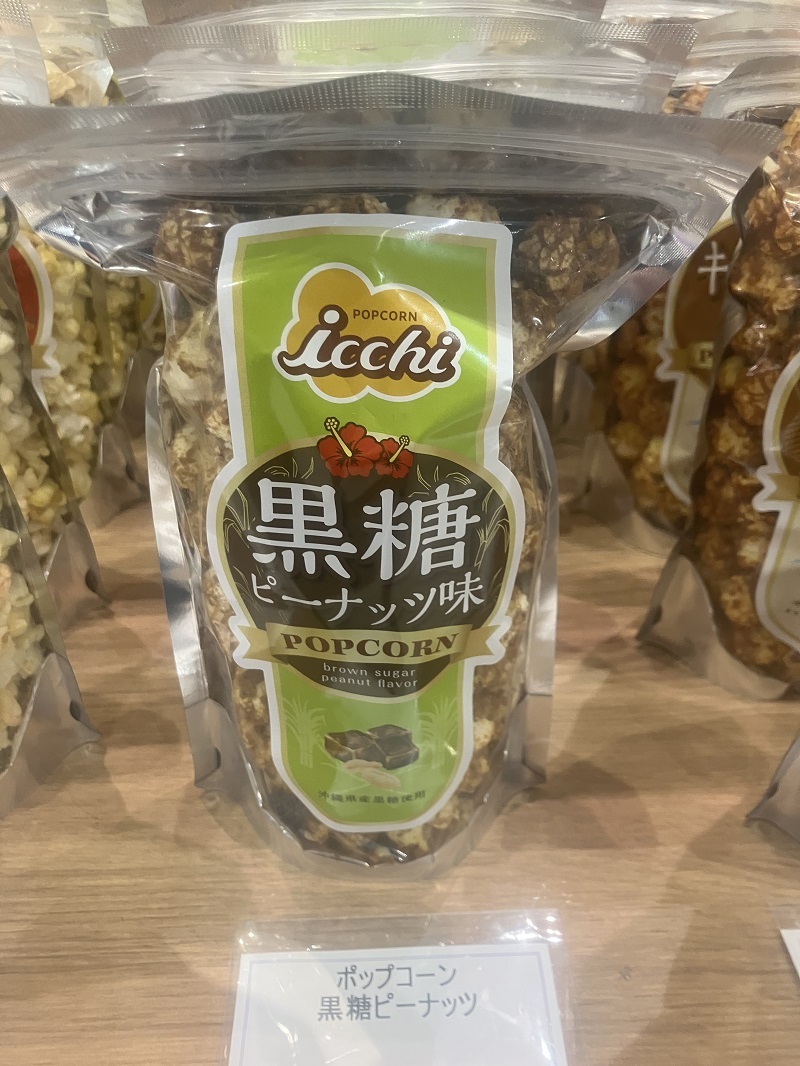 POPCORN
icchi
黒糖
ピーナッツ味
POPCORN
brown sugar
peanut flavor
沖縄県産黒糖使用
キ
ポップコーン
黒糖ピーナッツ